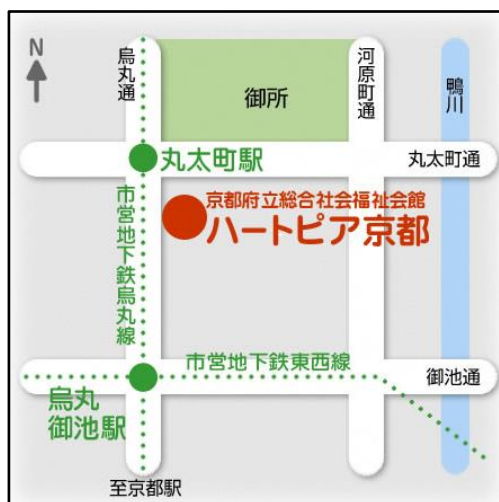 N
烏丸通
御所
河原町通
鴨川
丸太町駅
丸太町通
京都府立総合社会福祉会館
ハートピア京都
市営地下鉄烏丸線
市営地下鉄東西線
御池通
烏丸
御池駅
至京都駅